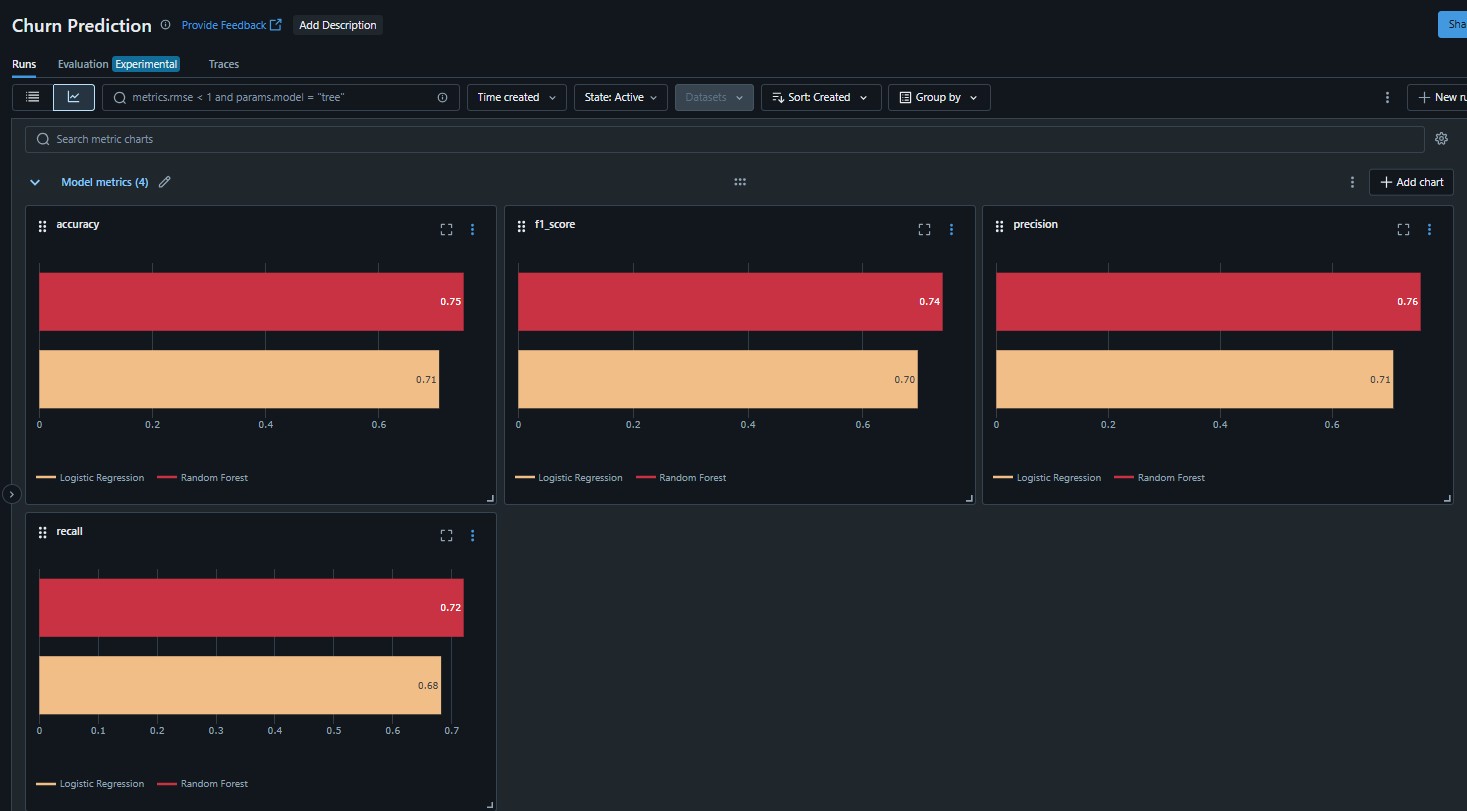 Churn Prediction Provide Feedback Add Description
Runs Evaluation Experimental Traces
metrics.rmse < 1 and params.model = "tree" Time created State: Active Datasets Sort: Created Group by New
Search metric charts
Model metrics (4) Add chart
accuracy
0.75
0.71
0 0.2 0.4 0.6
Logistic Regression Random Forest
f1_score
0.74
0.70
0 0.2 0.4 0.6
Logistic Regression Random Forest
precision
0.76
0.71
0 0.2 0.4 0.6
Logistic Regression Random Forest
recall
0.72
0.68
0 0.1 0.2 0.3 0.4 0.5 0.6 0.7
Logistic Regression Random Forest